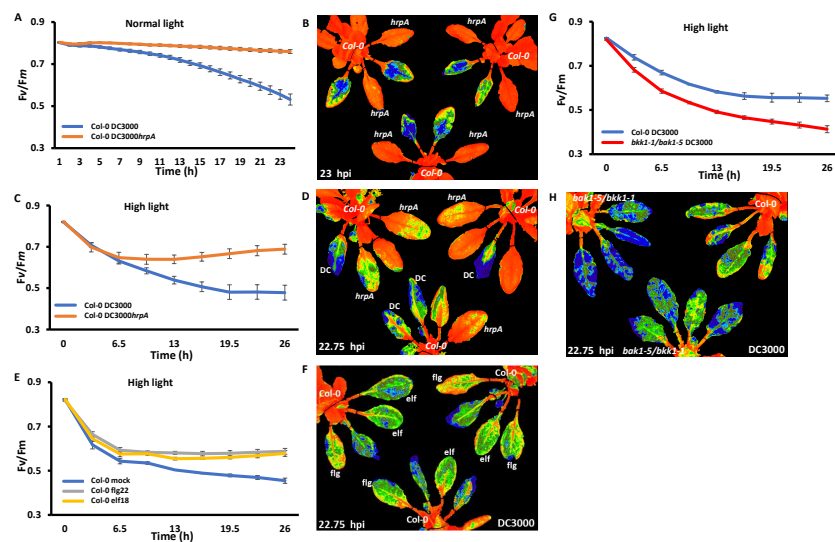 A
Normal light
0.9
0.7
0.5
0.3
Fv/Fm
Col-0 DC3000
Col-0 DC3000hrpA
1 3 5 7 9 11 13 15 17 19 21 23
Time (h)
B
hrpA
hrpA
Col-0
Col-0
hrpA
hrpA
hrpA
hrpA
Col-0
23 hpi
G
High light
0.9
0.7
0.5
0.3
Fv/Fm
Col-0 DC3000
bkk1-1/bak1-5 DC3000
0 6.5 13 19.5 26
Time (h)
C
High light
0.9
0.7
0.5
0.3
Fv/Fm
Col-0 DC3000
Col-0 DC3000hrpA
0 6.5 13 19.5 26
Time (h)
D
hrpA
hrpA
Col-0
Col-0
DC
DC
hrpA
DC
hrpA
Col-0
22.75 hpi
H
bak1-5/bkk1-1
Col-0
22.75 hpi
bak1-5/bkk1-1
DC3000
E
High light
0.9
0.7
0.5
0.3
Fv/Fm
Col-0 mock
Col-0 flg22
Col-0 elf18
0 6.5 13 19.5 26
Time (h)
F
Col-0
flg
Col-0
elf
elf
elf
flg
elf
flg
flg
Col-0
22.75 hpi
DC3000